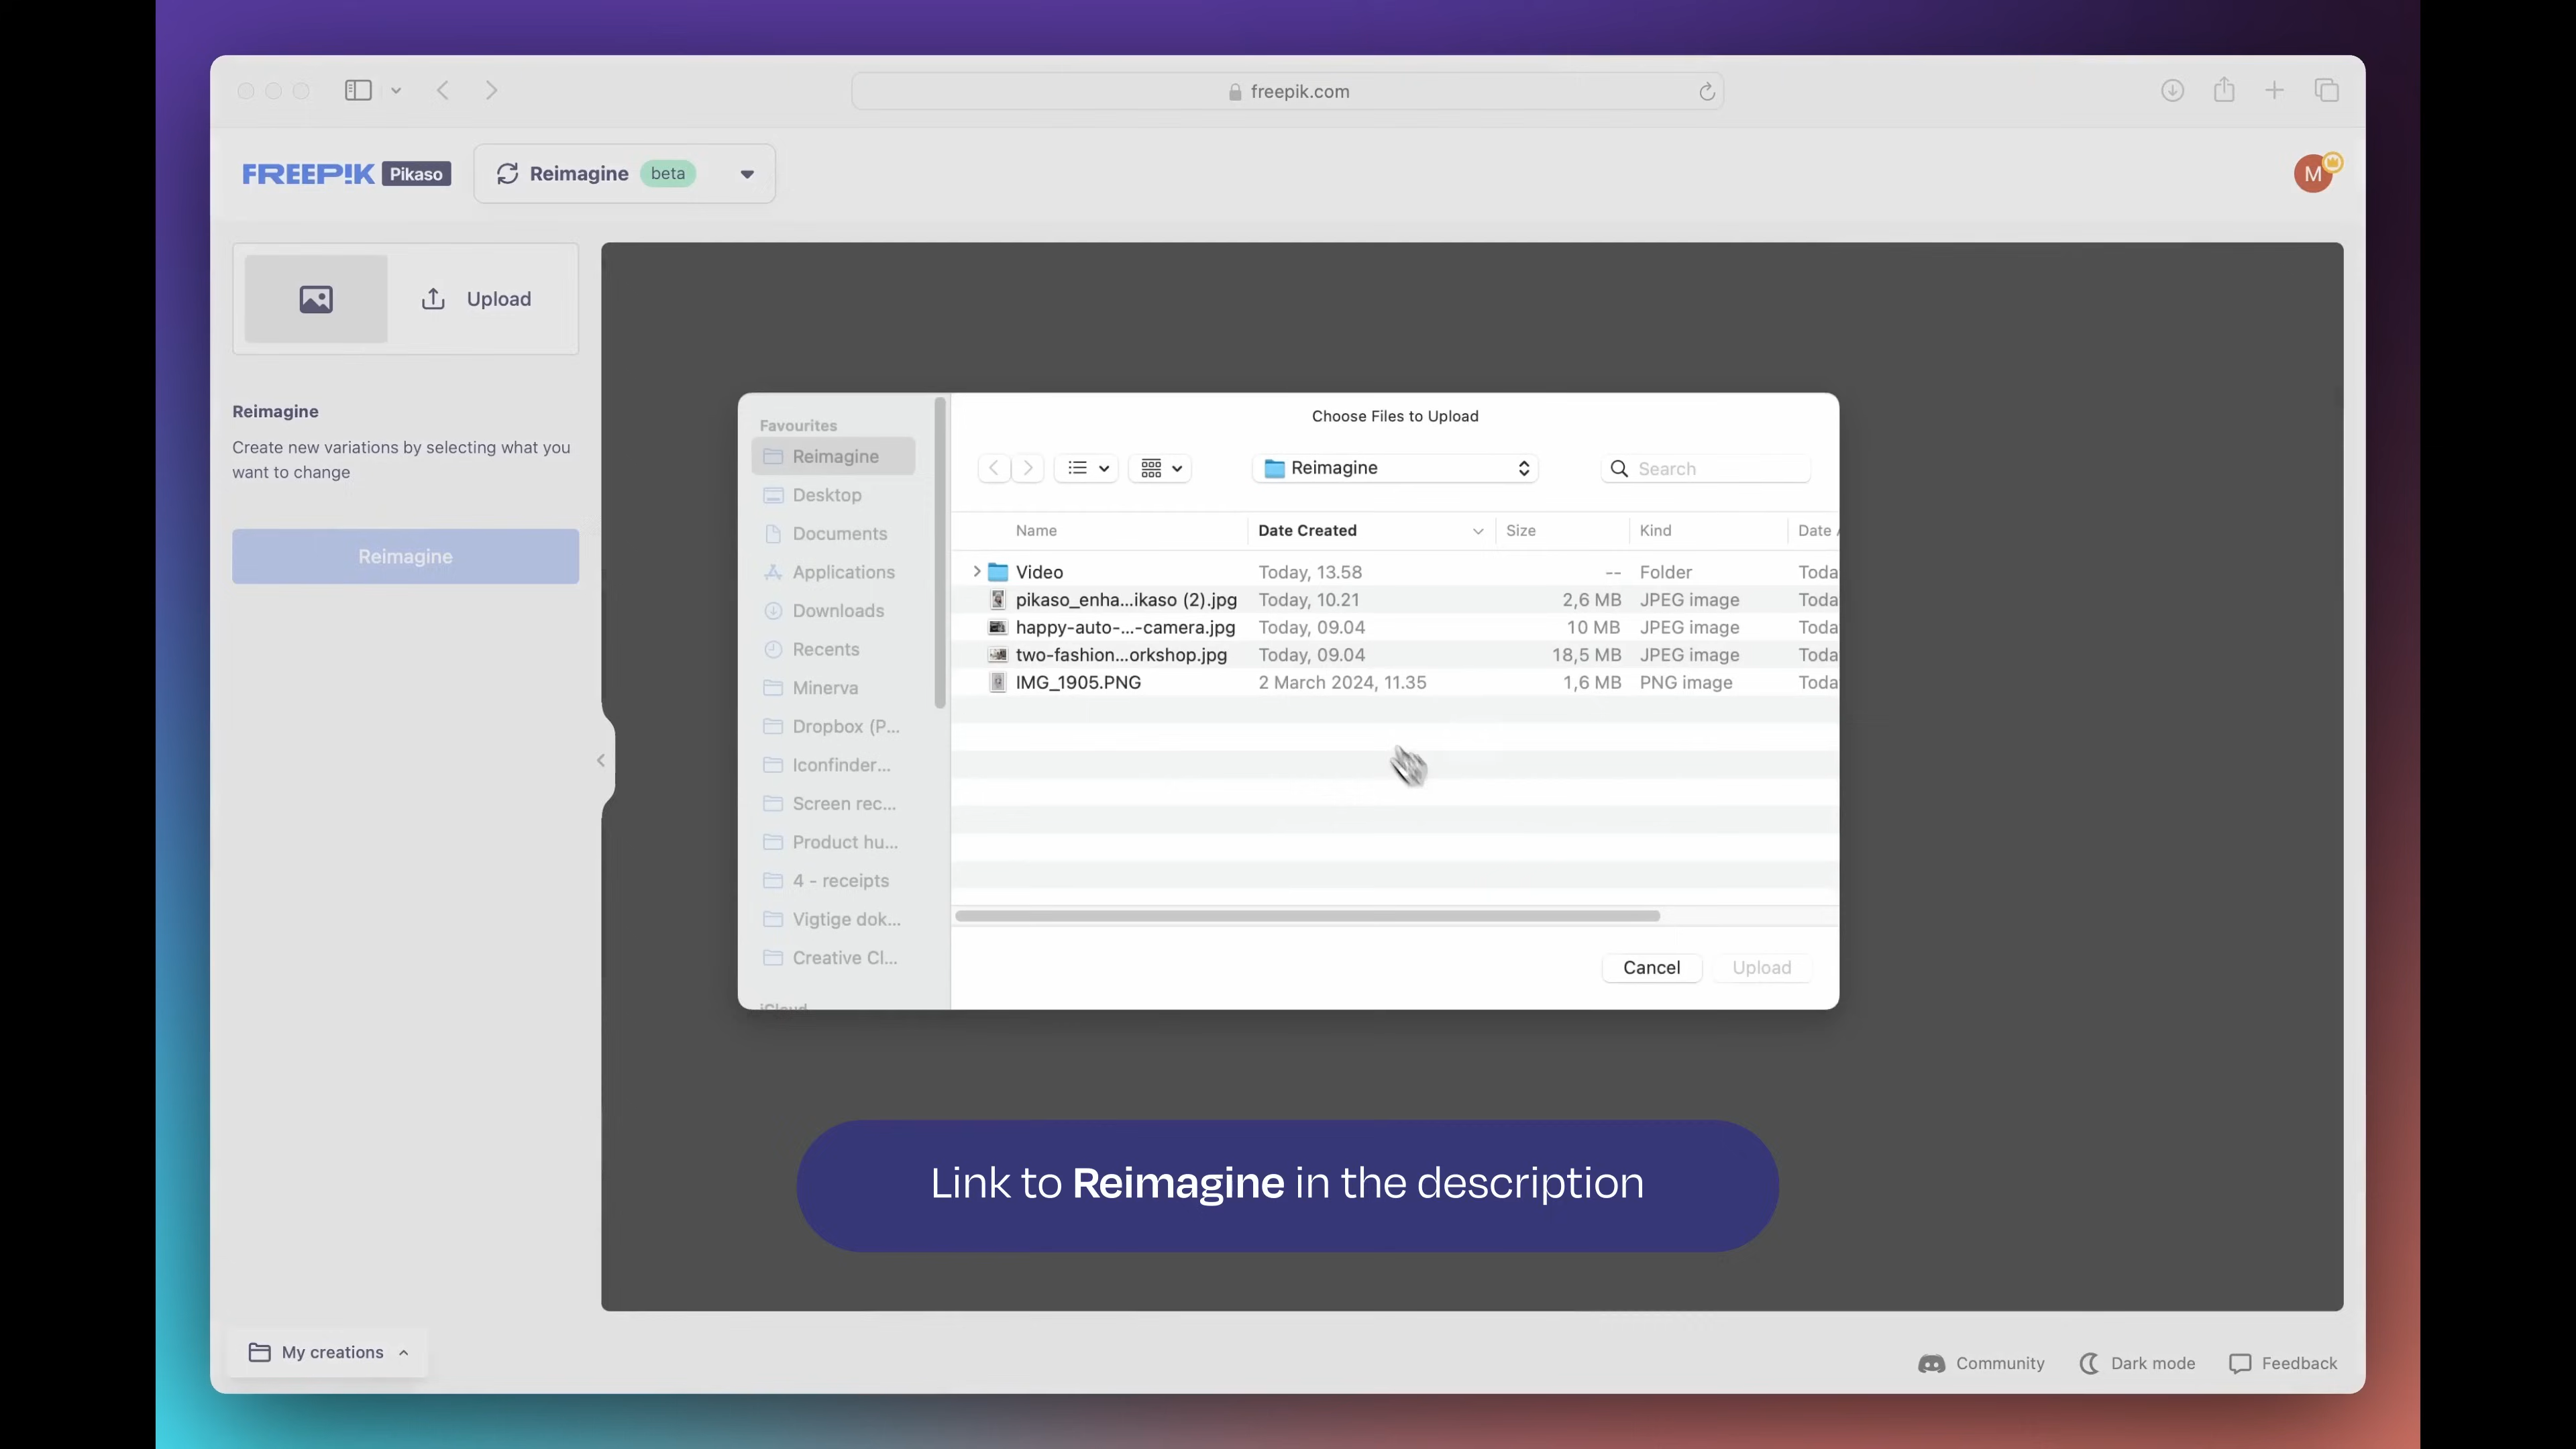 freepik.com
FREEP!K Pikaso
Reimagine beta
M
Upload
Reimagine
Create new variations by selecting what you
want to change
Reimagine
Choose Files to Upload
Favourites
Reimagine
Desktop
Documents
Applications
Downloads
Recents
Minerva
Dropbox (P...
Iconfinder...
Screen rec...
Product hu...
4 - receipts
Vigtige dok...
Creative Cl...
iCloud
Reimagine
Search
Name Date Created Size Kind Date
Video Today, 13.58 -- Folder Toda
pikaso_enha...ikaso (2).jpg Today, 10.21 2,6 MB JPEG image Toda
happy-auto-...-camera.jpg Today, 09.04 10 MB JPEG image Toda
two-fashion...orkshop.jpg Today, 09.04 18,5 MB JPEG image Toda
IMG_1905.PNG 2 March 2024, 11.35 1,6 MB PNG image Toda
Cancel Upload
Link to Reimagine in the description
My creations
Community Dark mode Feedback